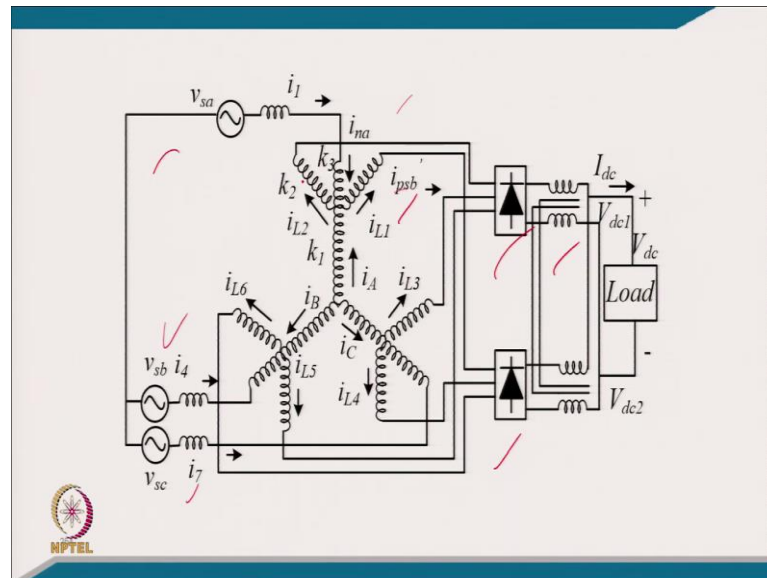 v_sa
i_1
i_na
k_3
i_psb'
k_2
i_L2
i_L1
k_1
i_A
i_L3
i_L6
i_B
i_C
i_L5
i_L4
v_sb
i_4
v_sc
i_7
I_dc
+
V_dc1
V_dc
Load
-
V_dc2
NPTEL